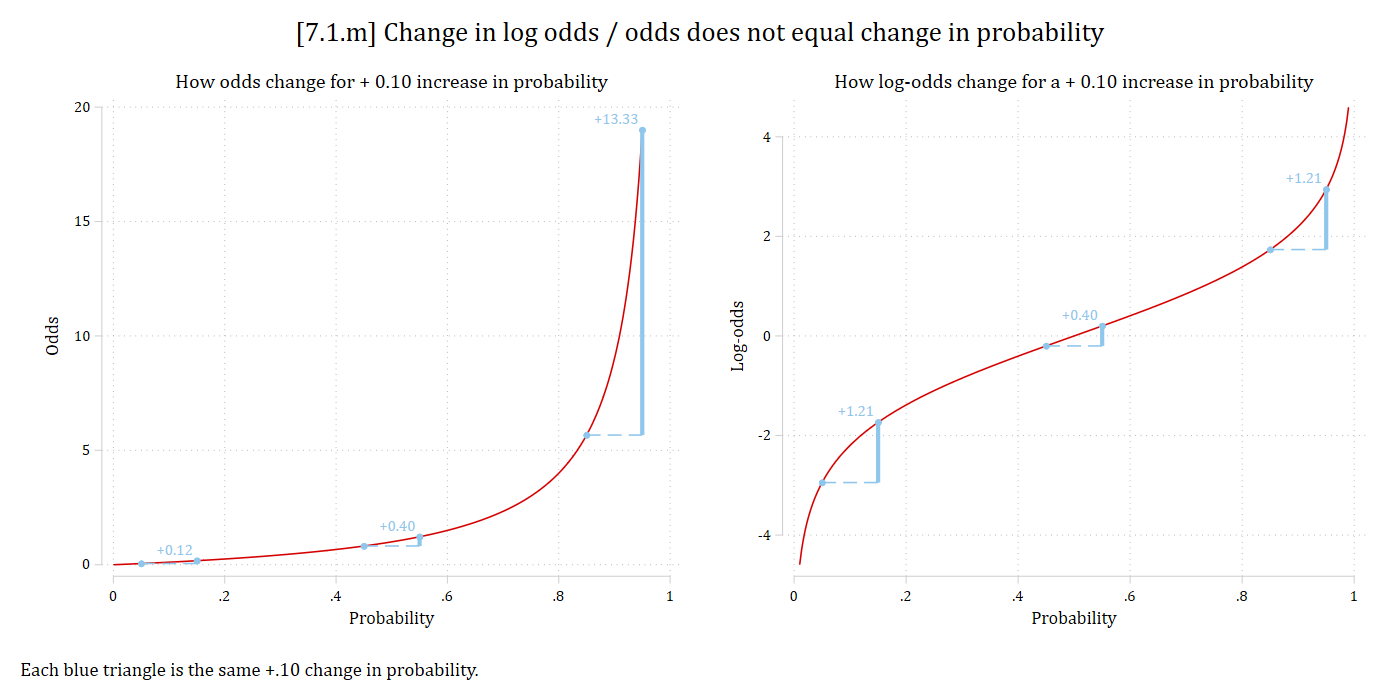 [7.1.m] Change in log odds / odds does not equal change in probability
How odds change for + 0.10 increase in probability
Odds
20
15
10
5
0
+13.33
+0.40
+0.12
0 .2 .4 .6 .8 1
Probability
How log-odds change for a + 0.10 increase in probability
Log-odds
4
2
0
-2
-4
+1.21
+0.40
+1.21
0 .2 .4 .6 .8 1
Probability
Each blue triangle is the same +.10 change in probability.